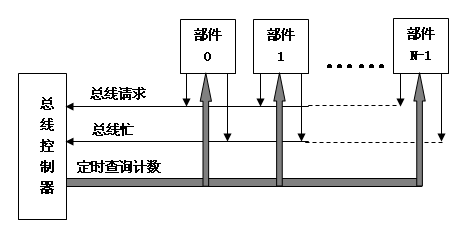 部件
0
部件
1
......
部件
N-1
总线控制器
总线请求
总线忙
定时查询计数